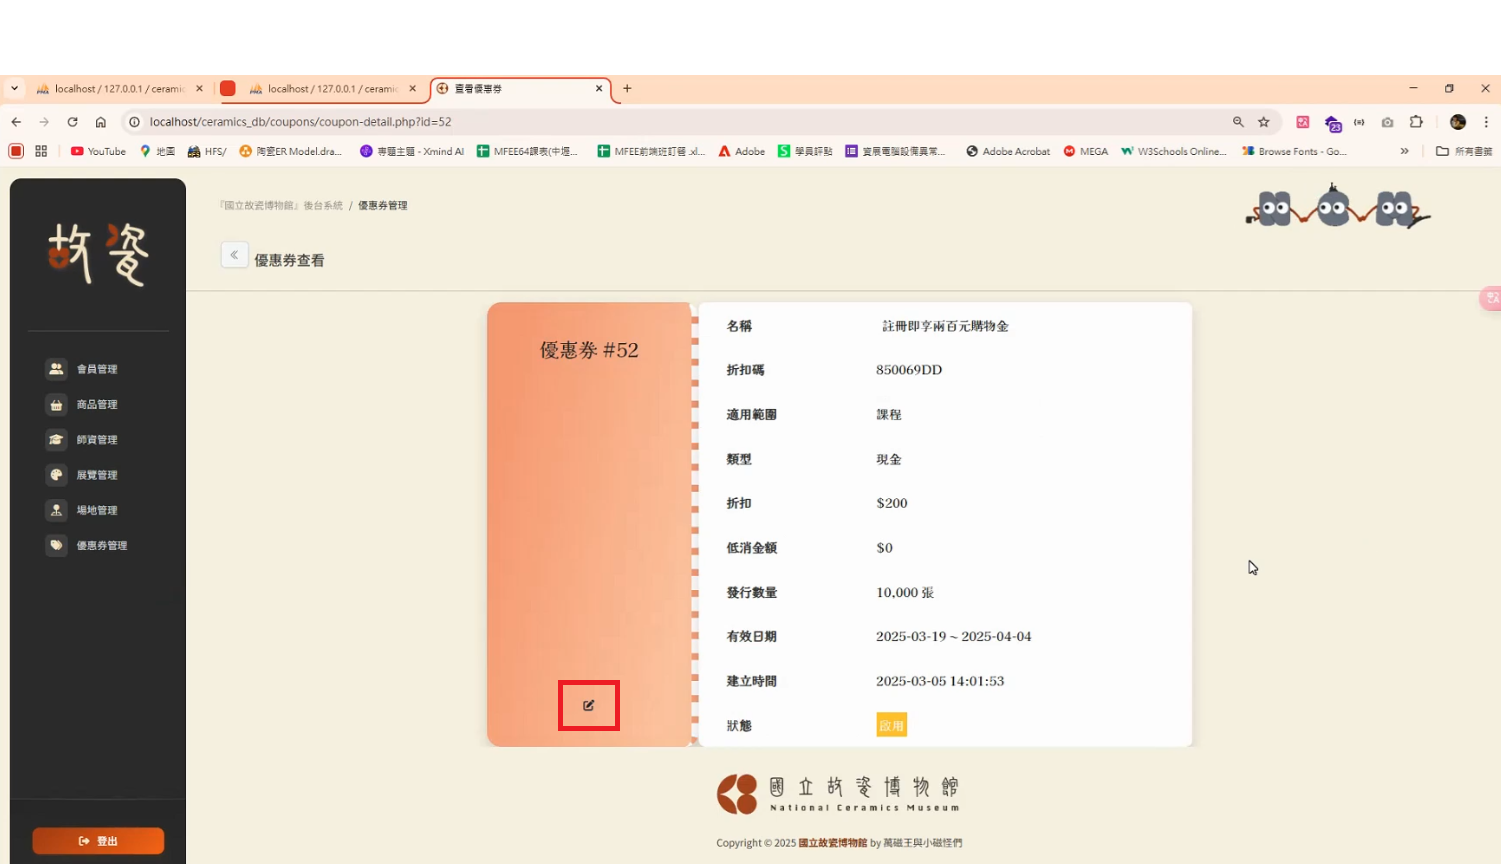 localhost / 127.0.0.1 / ceramic
localhost / 127.0.0.1 / ceramic
查看優惠券
localhost/ceramics_db/coupons/coupon-detail.php?id=52
23
YouTube
地圖
HFS/
陶瓷ER Model.dra...
專題主題 - Xmind AI
MFEE64課表(中壢...
MFEE前端班訂餐 .xl...
Adobe
學員評點
資展電腦設備異常...
Adobe Acrobat
MEGA
W3Schools Online...
Browse Fonts - Go...
所有書籤
故瓷
『國立故瓷博物館』後台系統 / 優惠券管理
優惠券查看
會員管理
商品管理
師資管理
展覽管理
場地管理
優惠券管理
登出
優惠券 #52
名稱 註冊即享兩百元購物金
折扣碼 850069DD
適用範圍 課程
類型 現金
折扣 $200
低消金額 $0
發行數量 10,000 張
有效日期 2025-03-19 ~ 2025-04-04
建立時間 2025-03-05 14:01:53
狀態 啟用
國立故瓷博物館
National Ceramics Museum
Copyright © 2025 國立故瓷博物館 by 萬磁王與小磁怪們